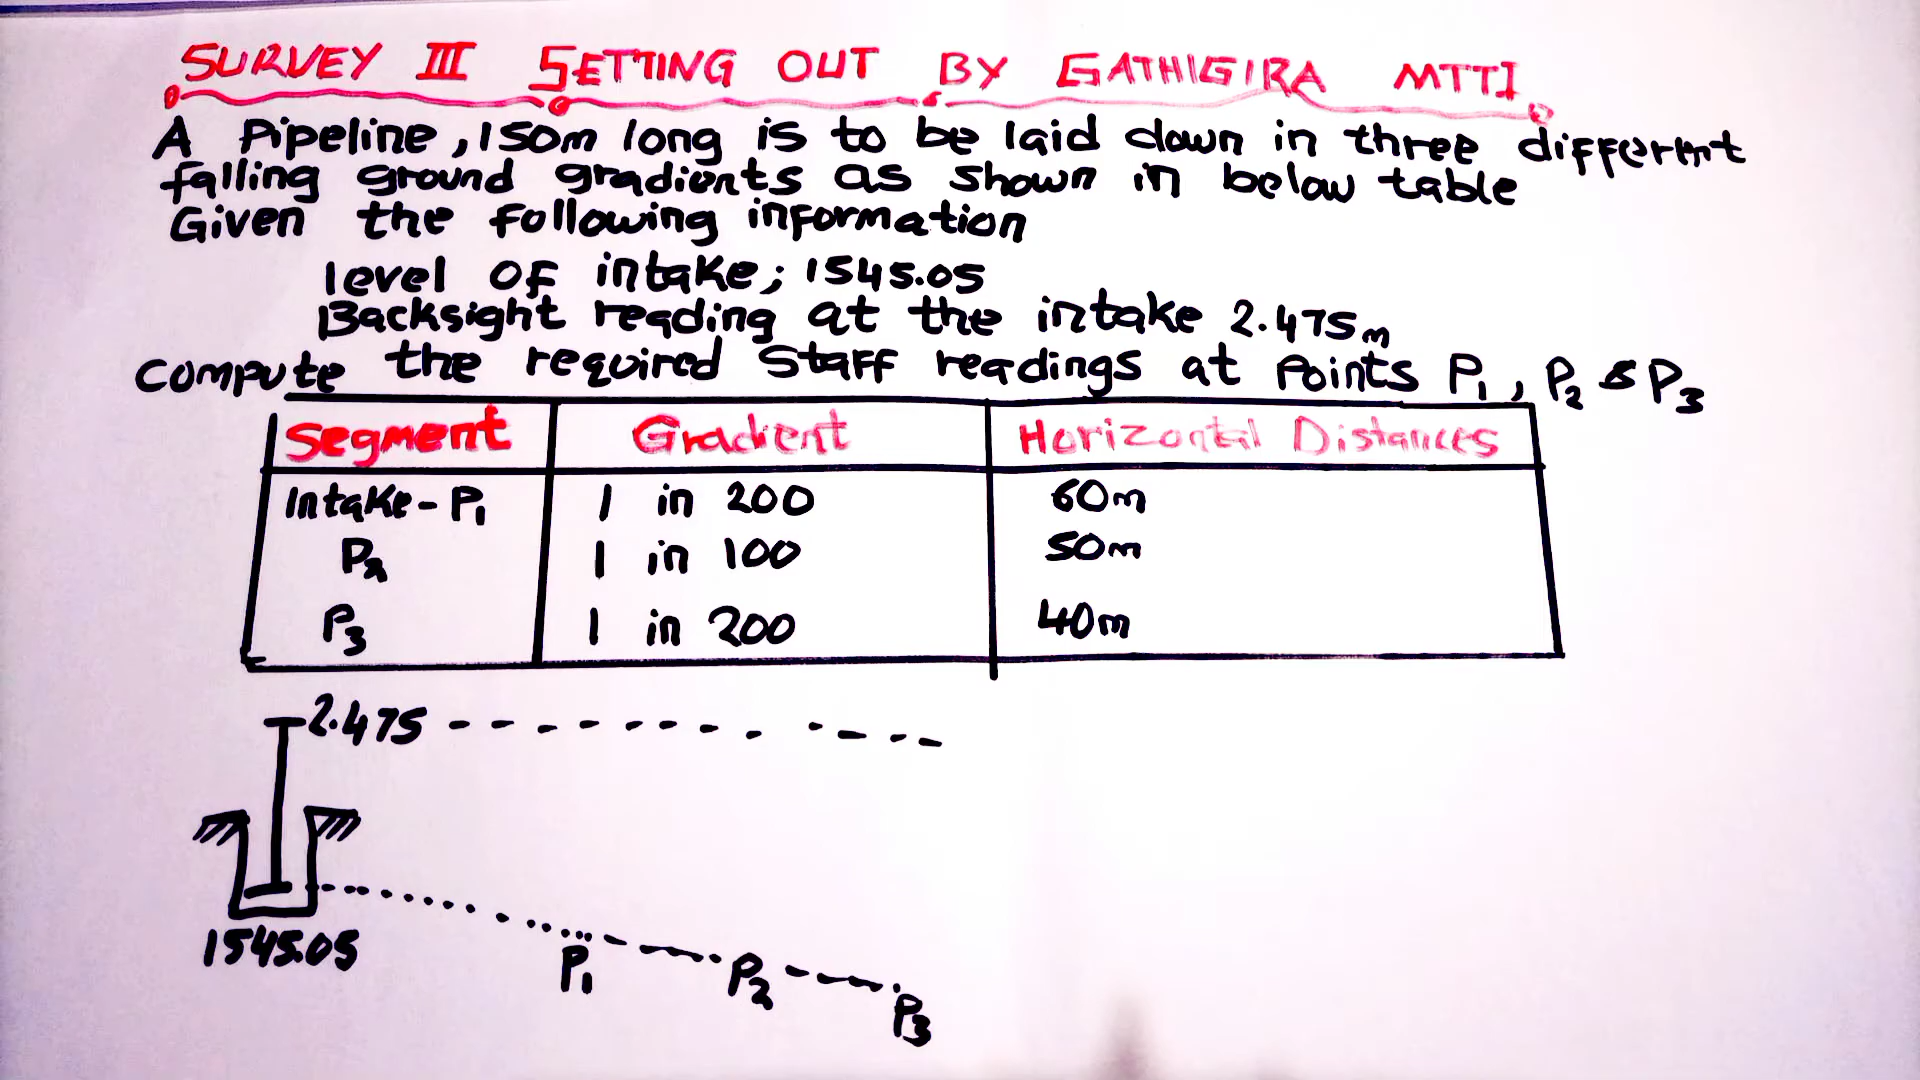 SURVEY III SETTING OUT BY GATHIGIRA MTTI
A Pipeline, 150m long is to be laid down in three different
falling ground gradients as shown in below table
Given the following information
level of intake; 1545.05
Backsight reading at the intake 2.475m
Compute the required staff readings at Points P1, P2 & P3
Segment Gradient Horizontal Distances
Intake-P1 1 in 200 60m
P2 1 in 100 50m
P3 1 in 200 40m
2.475
1545.05
P1
P2
P3